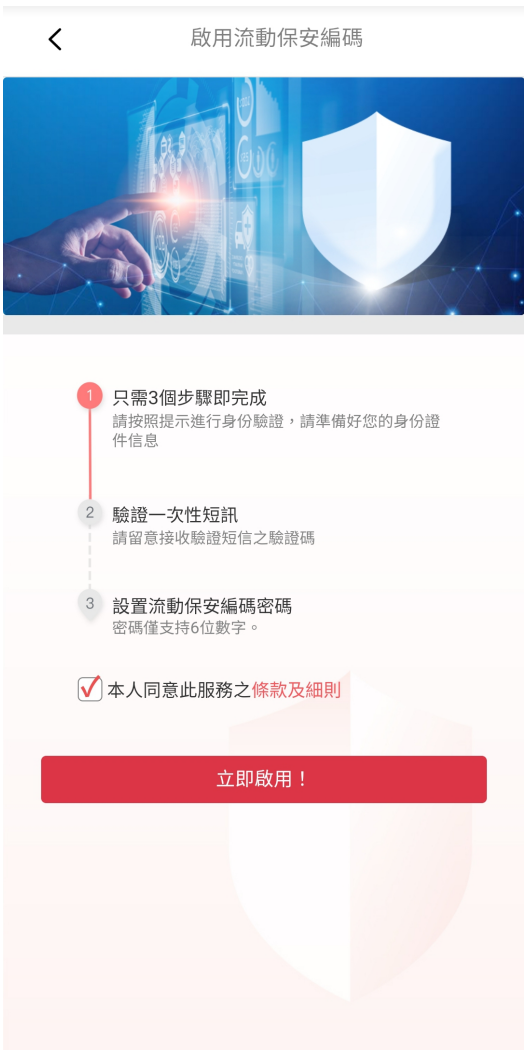 啟用流動保安編碼
1
只需3個步驟即完成
請按照提示進行身份驗證，請準備好您的身份證
件信息
2
驗證一次性短訊
請留意接收驗證短信之驗證碼
3
設置流動保安編碼密碼
密碼僅支持6位數字。
本人同意此服務之條款及細則
立即啟用！